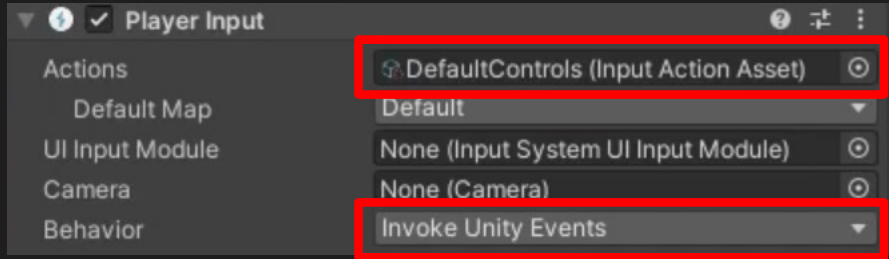 Player Input
Actions DefaultControls (Input Action Asset)
Default Map Default
UI Input Module None (Input System UI Input Module)
Camera None (Camera)
Behavior Invoke Unity Events